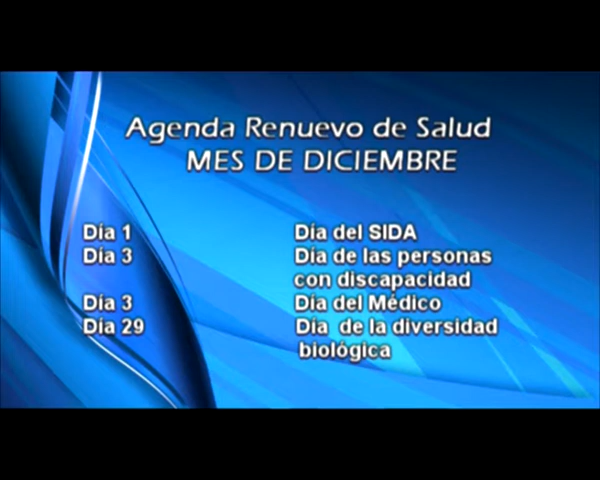 Agenda Renuevo de Salud
MES DE DICIEMBRE
Día 1 Día del SIDA
Día 3 Día de las personas
con discapacidad
Día 3 Día del Médico
Día 29 Día de la diversidad
biológica